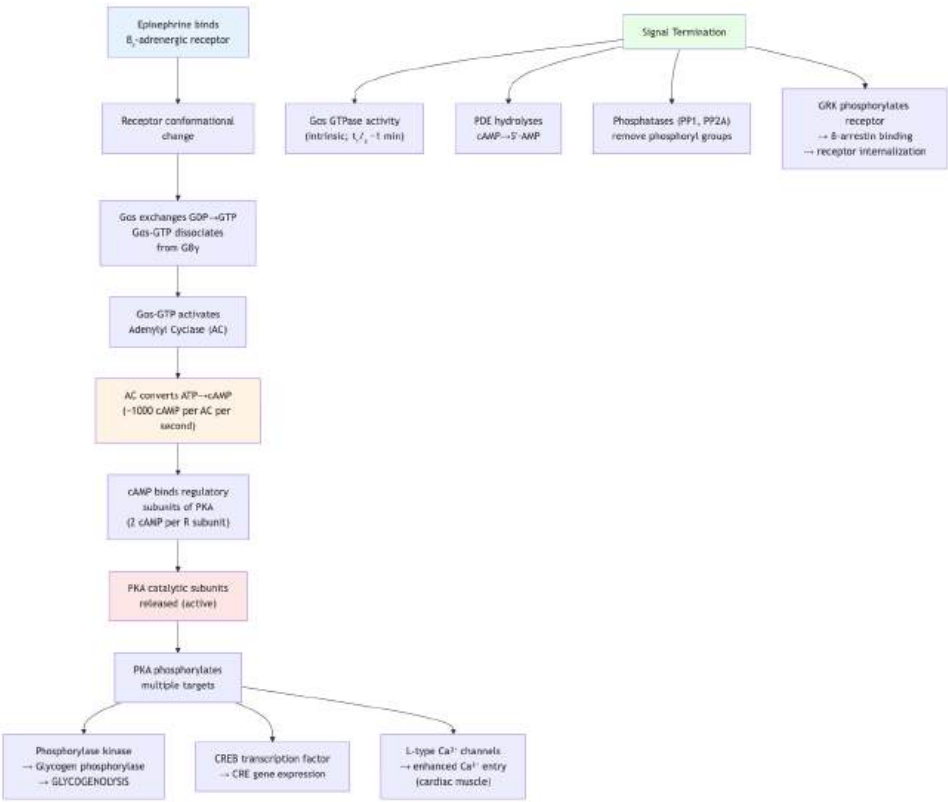 Epinephrine binds
β₂-adrenergic receptor
Receptor conformational
change
Gαs exchanges GDP→GTP
Gαs-GTP dissociates
from Gβγ
Gαs-GTP activates
Adenylyl Cyclase (AC)
AC converts ATP→cAMP
(~1000 cAMP per AC per
second)
cAMP binds regulatory
subunits of PKA
(2 cAMP per R subunit)
PKA catalytic subunits
released (active)
PKA phosphorylates
multiple targets
Phosphorylase kinase
→ Glycogen phosphorylase
→ GLYCOGENOLYSIS
CREB transcription factor
→ CRE gene expression
L-type Ca²⁺ channels
→ enhanced Ca²⁺ entry
(cardiac muscle)
Signal Termination
Gαs GTPase activity
(intrinsic; t₁/₂ ~1 min)
PDE hydrolyses
cAMP→5'-AMP
Phosphatases (PP1, PP2A)
remove phosphoryl groups
GRK phosphorylates
receptor
→ β-arrestin binding
→ receptor internalization